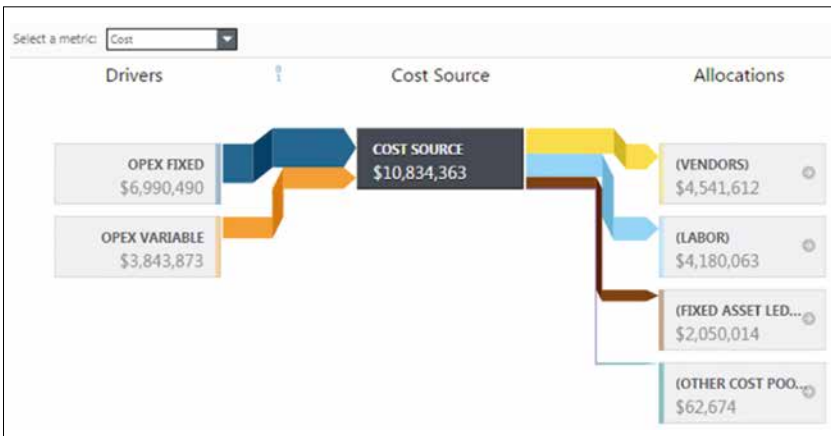 Select a metric: Cost
Drivers 0 1 Cost Source Allocations
OPEX FIXED
$6,990,490
OPEX VARIABLE
$3,843,873
COST SOURCE
$10,834,363
(VENDORS)
$4,541,612
(LABOR)
$4,180,063
(FIXED ASSET LED...
$2,050,014
(OTHER COST POO...
$62,674